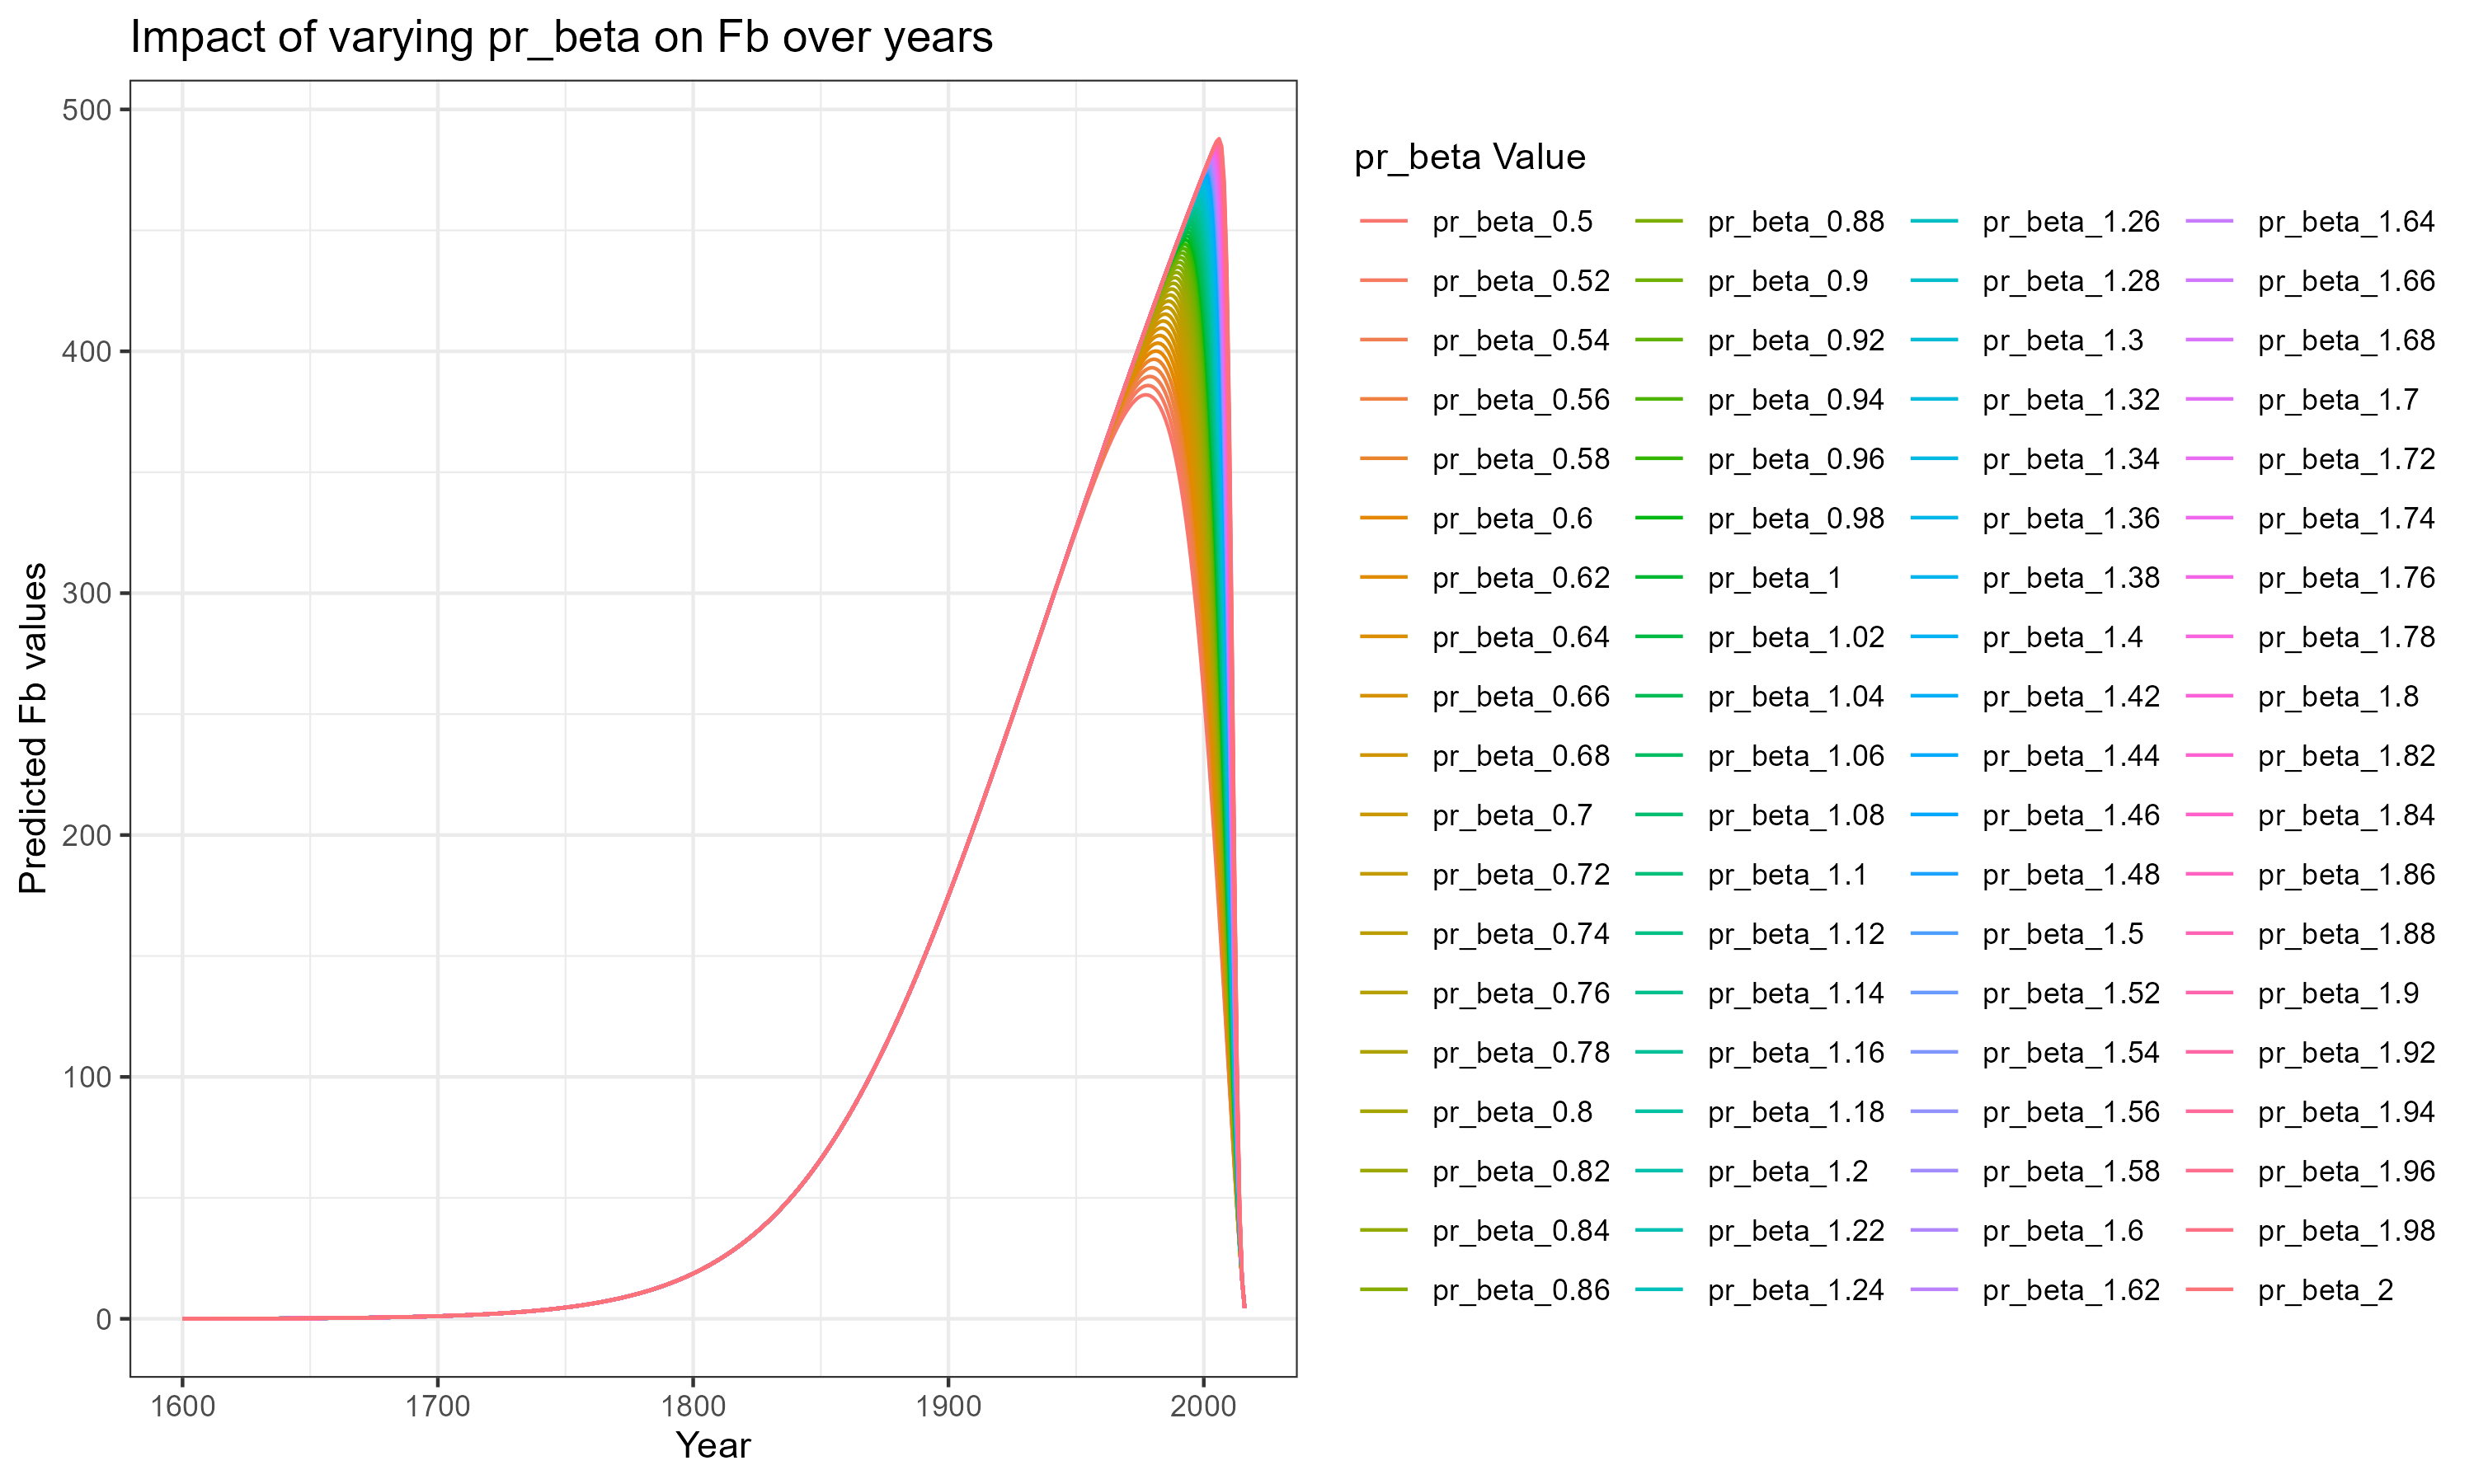 Impact of varying pr_beta on Fb over years
Predicted Fb values
500
400
300
200
100
0
1600 1700 1800 1900 2000
Year
pr_beta Value
pr_beta_0.5 pr_beta_0.88 pr_beta_1.26 pr_beta_1.64
pr_beta_0.52 pr_beta_0.9 pr_beta_1.28 pr_beta_1.66
pr_beta_0.54 pr_beta_0.92 pr_beta_1.3 pr_beta_1.68
pr_beta_0.56 pr_beta_0.94 pr_beta_1.32 pr_beta_1.7
pr_beta_0.58 pr_beta_0.96 pr_beta_1.34 pr_beta_1.72
pr_beta_0.6 pr_beta_0.98 pr_beta_1.36 pr_beta_1.74
pr_beta_0.62 pr_beta_1 pr_beta_1.38 pr_beta_1.76
pr_beta_0.64 pr_beta_1.02 pr_beta_1.4 pr_beta_1.78
pr_beta_0.66 pr_beta_1.04 pr_beta_1.42 pr_beta_1.8
pr_beta_0.68 pr_beta_1.06 pr_beta_1.44 pr_beta_1.82
pr_beta_0.7 pr_beta_1.08 pr_beta_1.46 pr_beta_1.84
pr_beta_0.72 pr_beta_1.1 pr_beta_1.48 pr_beta_1.86
pr_beta_0.74 pr_beta_1.12 pr_beta_1.5 pr_beta_1.88
pr_beta_0.76 pr_beta_1.14 pr_beta_1.52 pr_beta_1.9
pr_beta_0.78 pr_beta_1.16 pr_beta_1.54 pr_beta_1.92
pr_beta_0.8 pr_beta_1.18 pr_beta_1.56 pr_beta_1.94
pr_beta_0.82 pr_beta_1.2 pr_beta_1.58 pr_beta_1.96
pr_beta_0.84 pr_beta_1.22 pr_beta_1.6 pr_beta_1.98
pr_beta_0.86 pr_beta_1.24 pr_beta_1.62 pr_beta_2